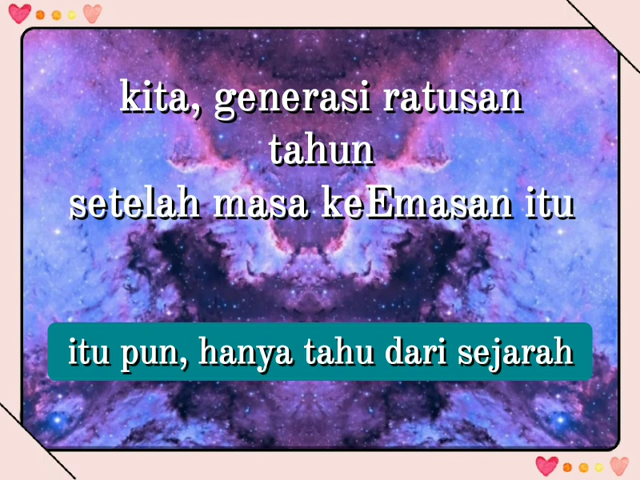 kita, generasi ratusan
tahun
setelah masa keEmasan itu
itu pun, hanya tahu dari sejarah